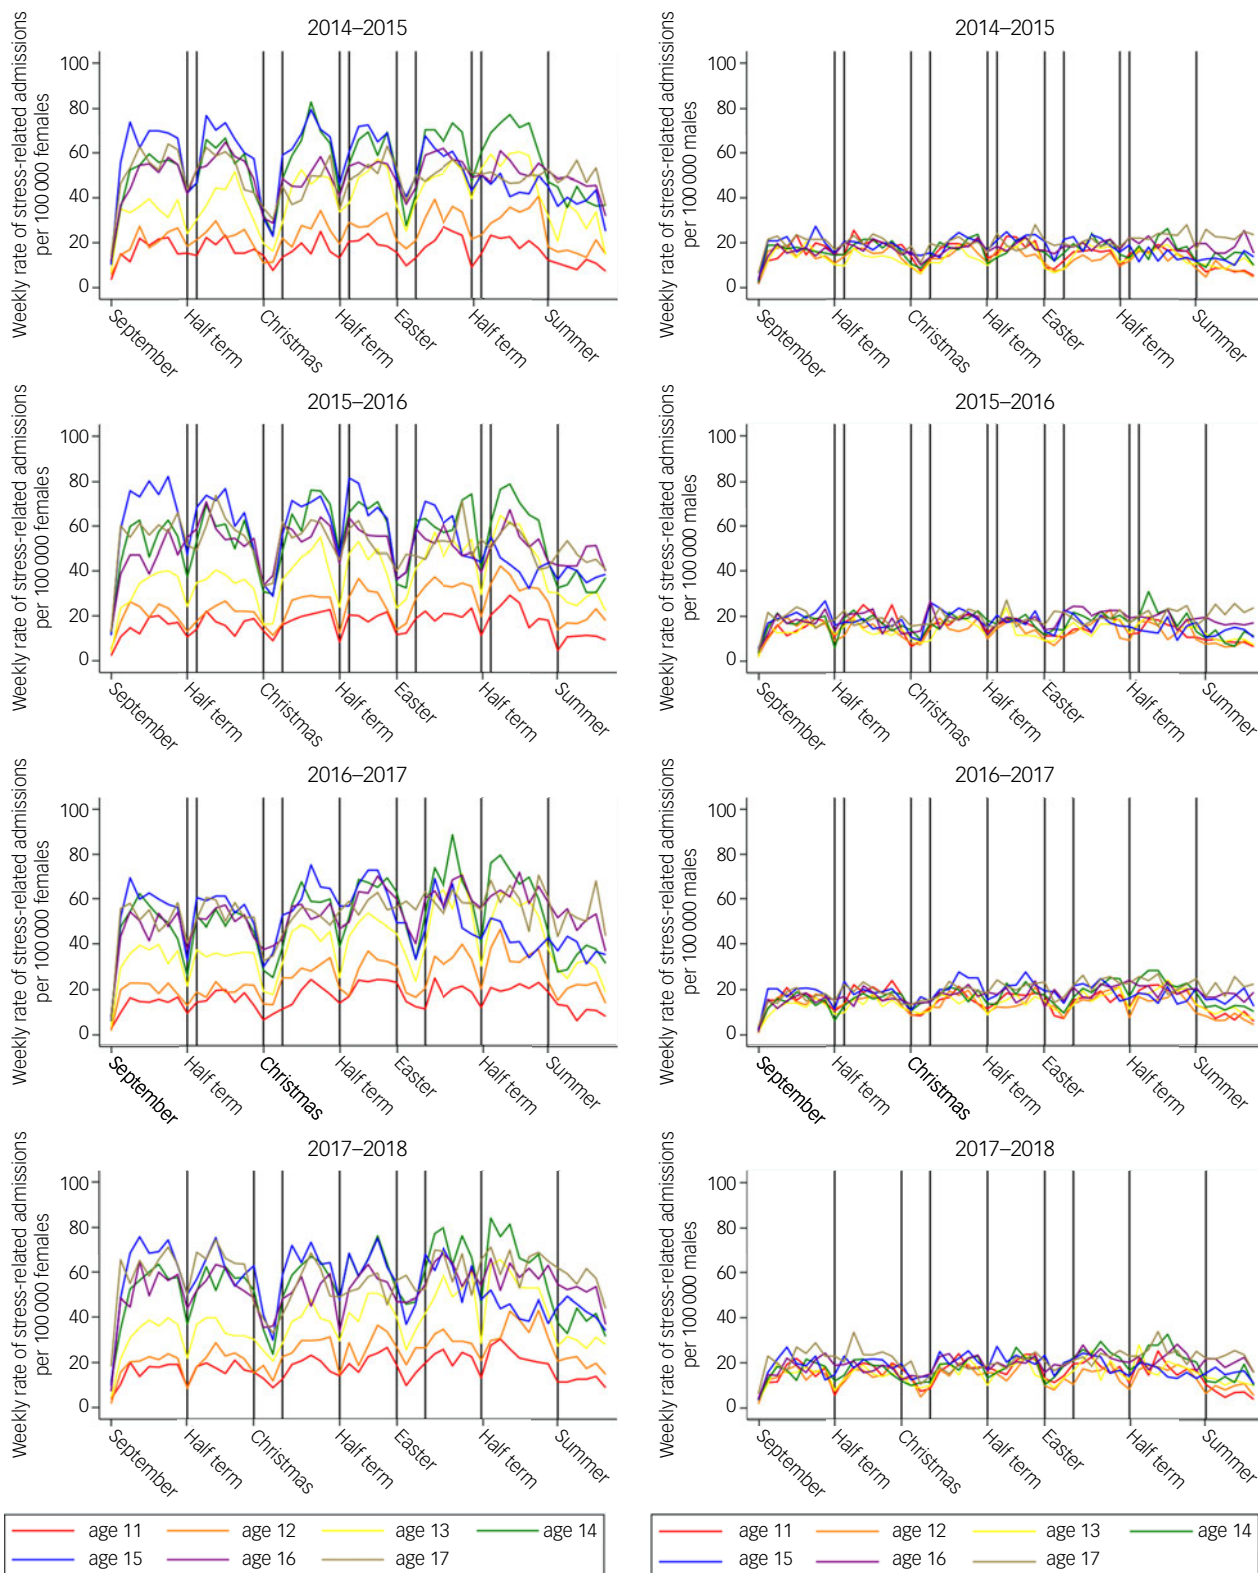 2014–2015
Weekly rate of stress-related admissions
per 100 000 females
100
80
60
40
20
0
September
Half term
Christmas
Half term
Easter
Half term
Summer
2014–2015
Weekly rate of stress-related admissions
per 100 000 males
100
80
60
40
20
0
September
Half term
Christmas
Half term
Easter
Half term
Summer
2015–2016
Weekly rate of stress-related admissions
per 100 000 females
100
80
60
40
20
0
September
Half term
Christmas
Half term
Easter
Half term
Summer
2015–2016
Weekly rate of stress-related admissions
per 100 000 males
100
80
60
40
20
0
September
Half term
Christmas
Half term
Easter
Half term
Summer
2016–2017
Weekly rate of stress-related admissions
per 100 000 females
100
80
60
40
20
0
September
Half term
Christmas
Half term
Easter
Half term
Summer
2016–2017
Weekly rate of stress-related admissions
per 100 000 males
100
80
60
40
20
0
September
Half term
Christmas
Half term
Easter
Half term
Summer
2017–2018
Weekly rate of stress-related admissions
per 100 000 females
100
80
60
40
20
0
September
Half term
Christmas
Half term
Easter
Half term
Summer
2017–2018
Weekly rate of stress-related admissions
per 100 000 males
100
80
60
40
20
0
September
Half term
Christmas
Half term
Easter
Half term
Summer
age 11 age 12 age 13 age 14
age 15 age 16 age 17
age 11 age 12 age 13 age 14
age 15 age 16 age 17